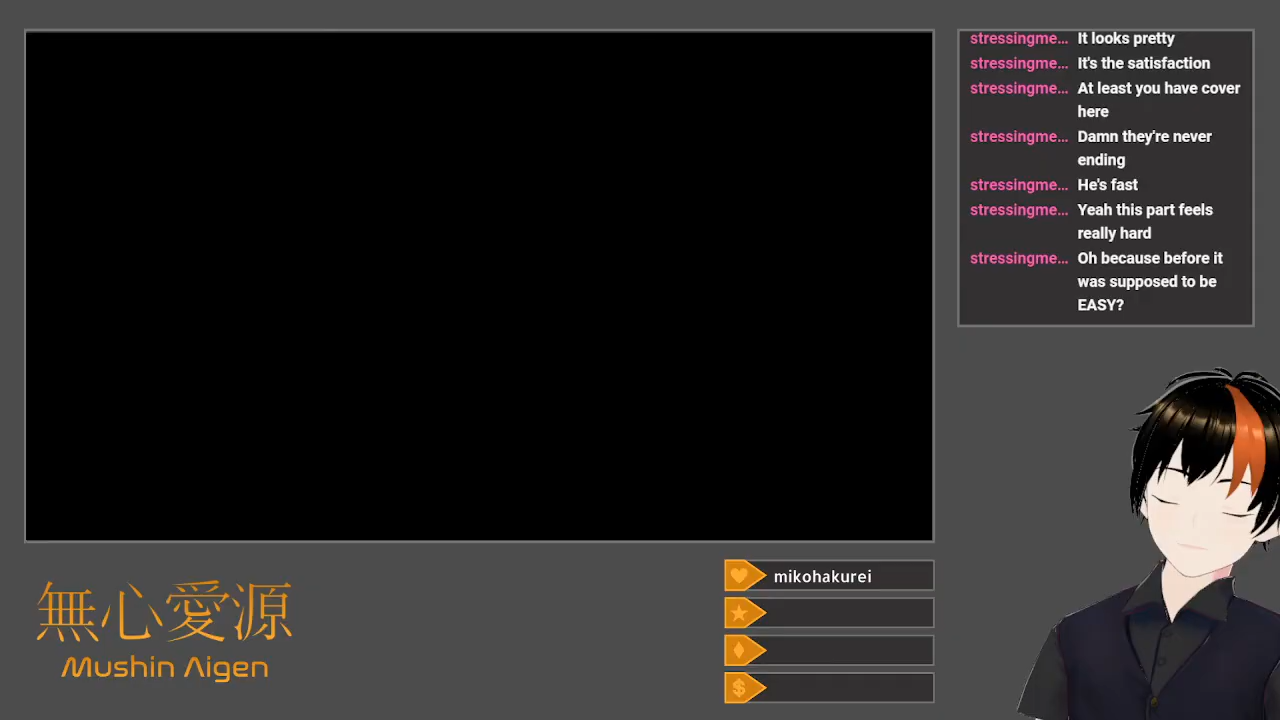 stressingme... It looks pretty
stressingme... It's the satisfaction
stressingme... At least you have cover
here
stressingme... Damn they're never
ending
stressingme... He's fast
stressingme... Yeah this part feels
really hard
stressingme... Oh because before it
was supposed to be
EASY?
mikohakurei
無心愛源
Mushin Aigen